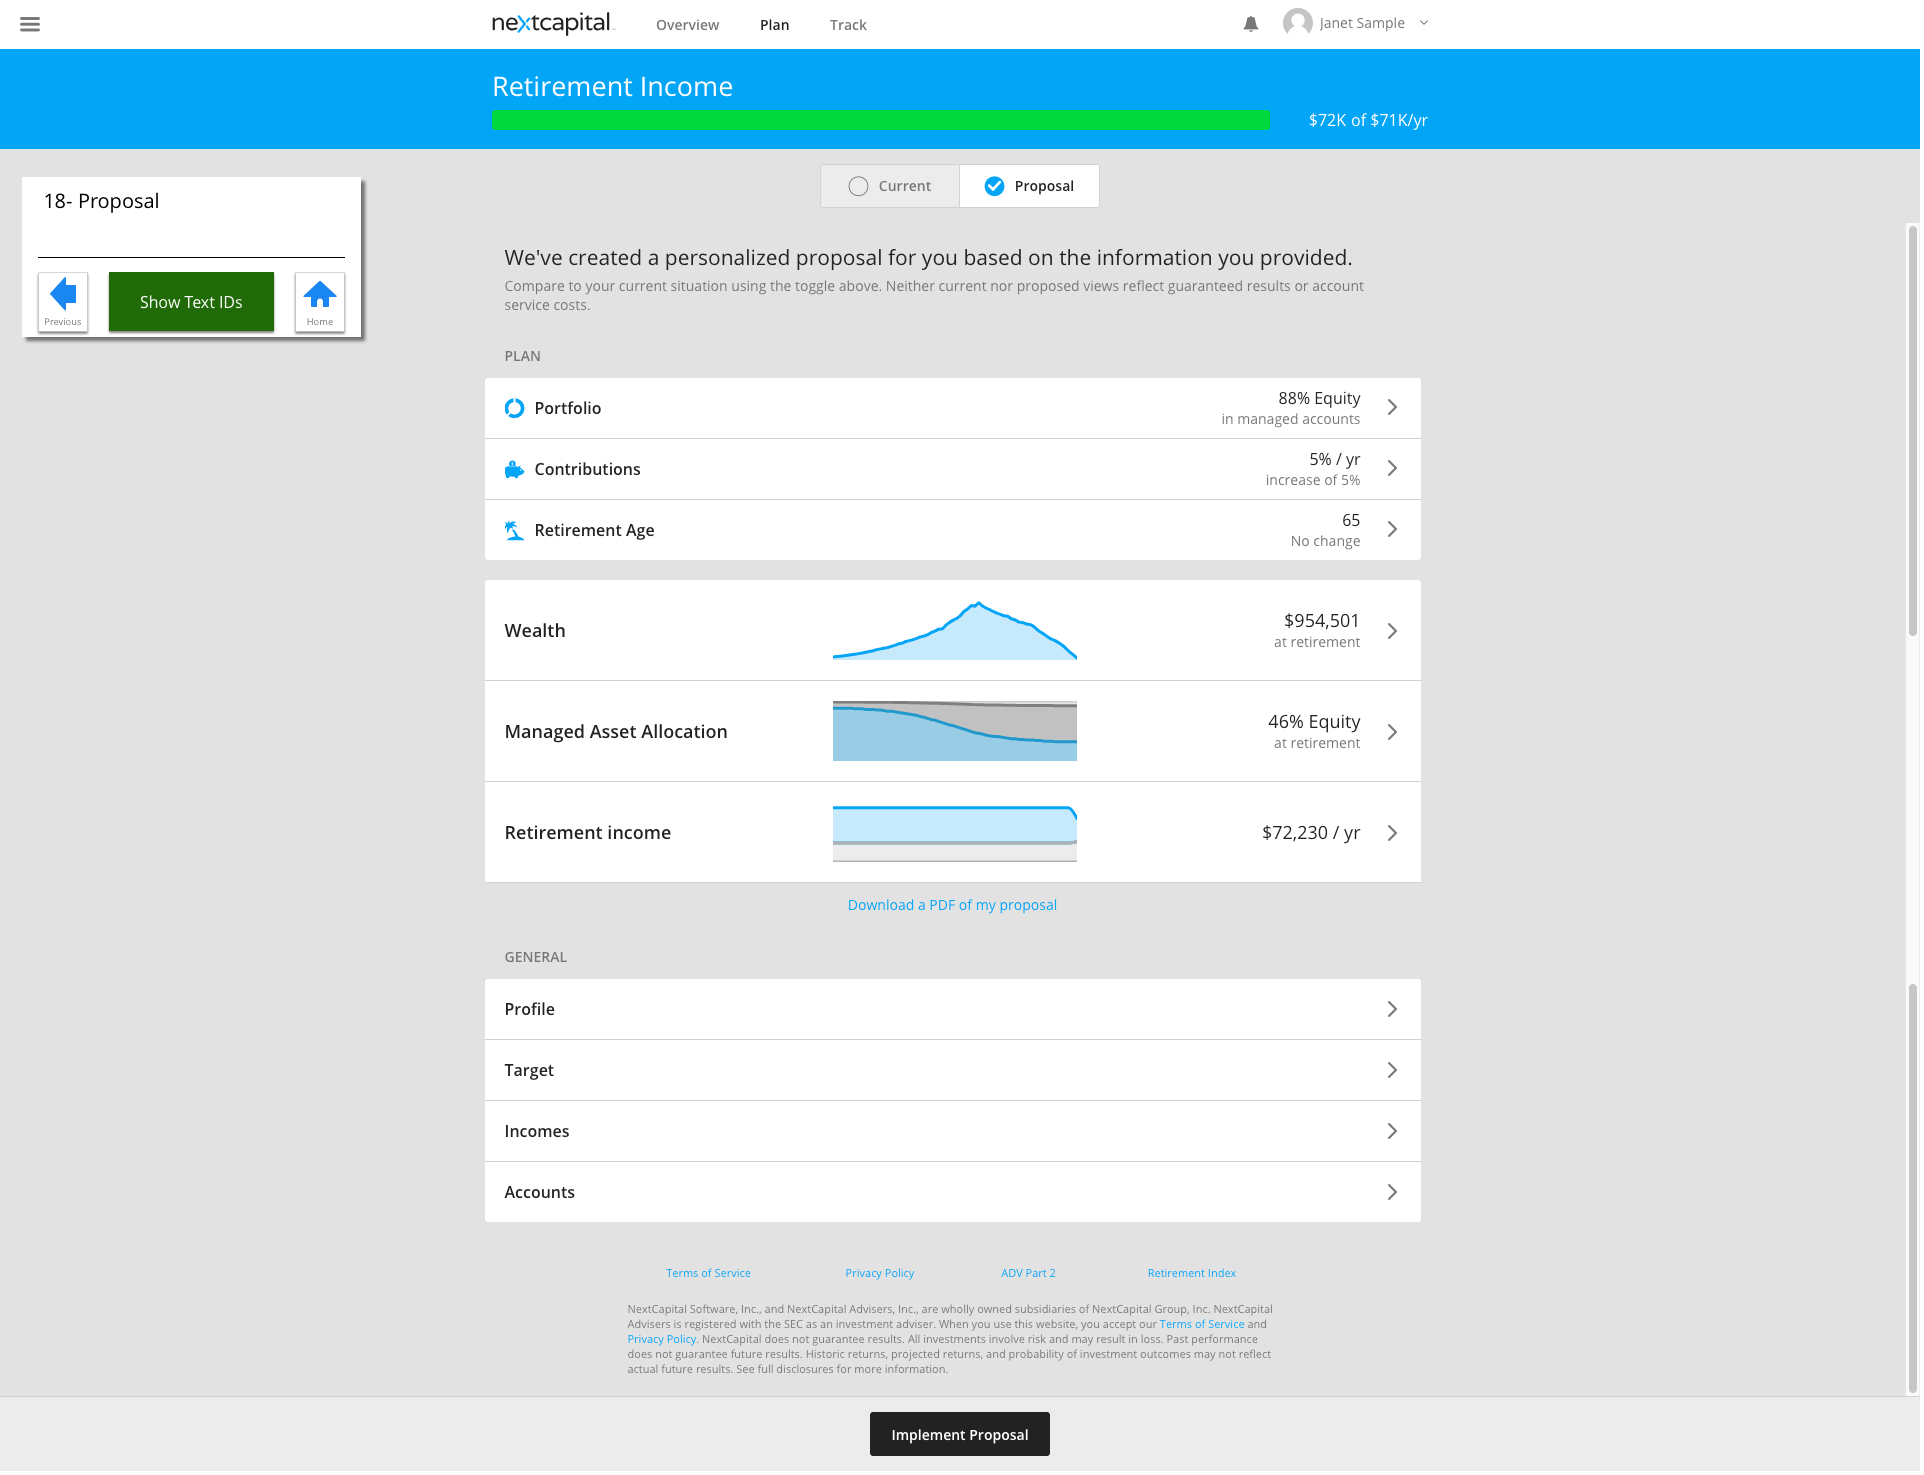 nextcapital
Overview
Plan
Track
Janet Sample
Retirement Income
$72K of $71K/yr
18- Proposal
Previous
Show Text IDs
Home
Current
Proposal
We've created a personalized proposal for you based on the information you provided.
Compare to your current situation using the toggle above. Neither current nor proposed views reflect guaranteed results or account
service costs.
PLAN
Portfolio
88% Equity
in managed accounts
Contributions
5% / yr
increase of 5%
Retirement Age
65
No change
Wealth
$954,501
at retirement
Managed Asset Allocation
46% Equity
at retirement
Retirement income
$72,230 / yr
Download a PDF of my proposal
GENERAL
Profile
Target
Incomes
Accounts
Terms of Service
Privacy Policy
ADV Part 2
Retirement Index
NextCapital Software, Inc., and NextCapital Advisers, Inc., are wholly owned subsidiaries of NextCapital Group, Inc. NextCapital
Advisers is registered with the SEC as an investment adviser. When you use this website, you accept our Terms of Service and
Privacy Policy. NextCapital does not guarantee results. All investments involve risk and may result in loss. Past performance
does not guarantee future results. Historic returns, projected returns, and probability of investment outcomes may not reflect
actual future results. See full disclosures for more information.
Implement Proposal